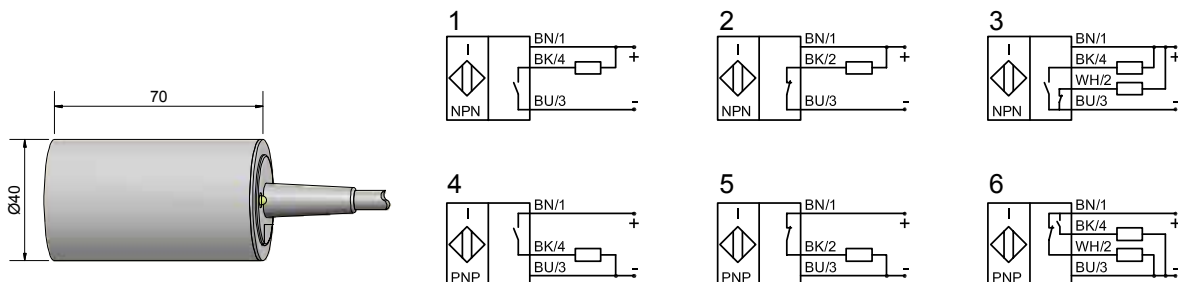 70
Ø40
1
BN/1
+
BK/4
BU/3
-
I
NPN
2
BN/1
+
BK/2
BU/3
-
I
NPN
3
BN/1
+
BK/4
WH/2
BU/3
-
I
NPN
4
BN/1
+
BK/4
BU/3
-
I
PNP
5
BN/1
+
BK/2
BU/3
-
I
PNP
6
BN/1
+
BK/4
WH/2
BU/3
-
I
PNP